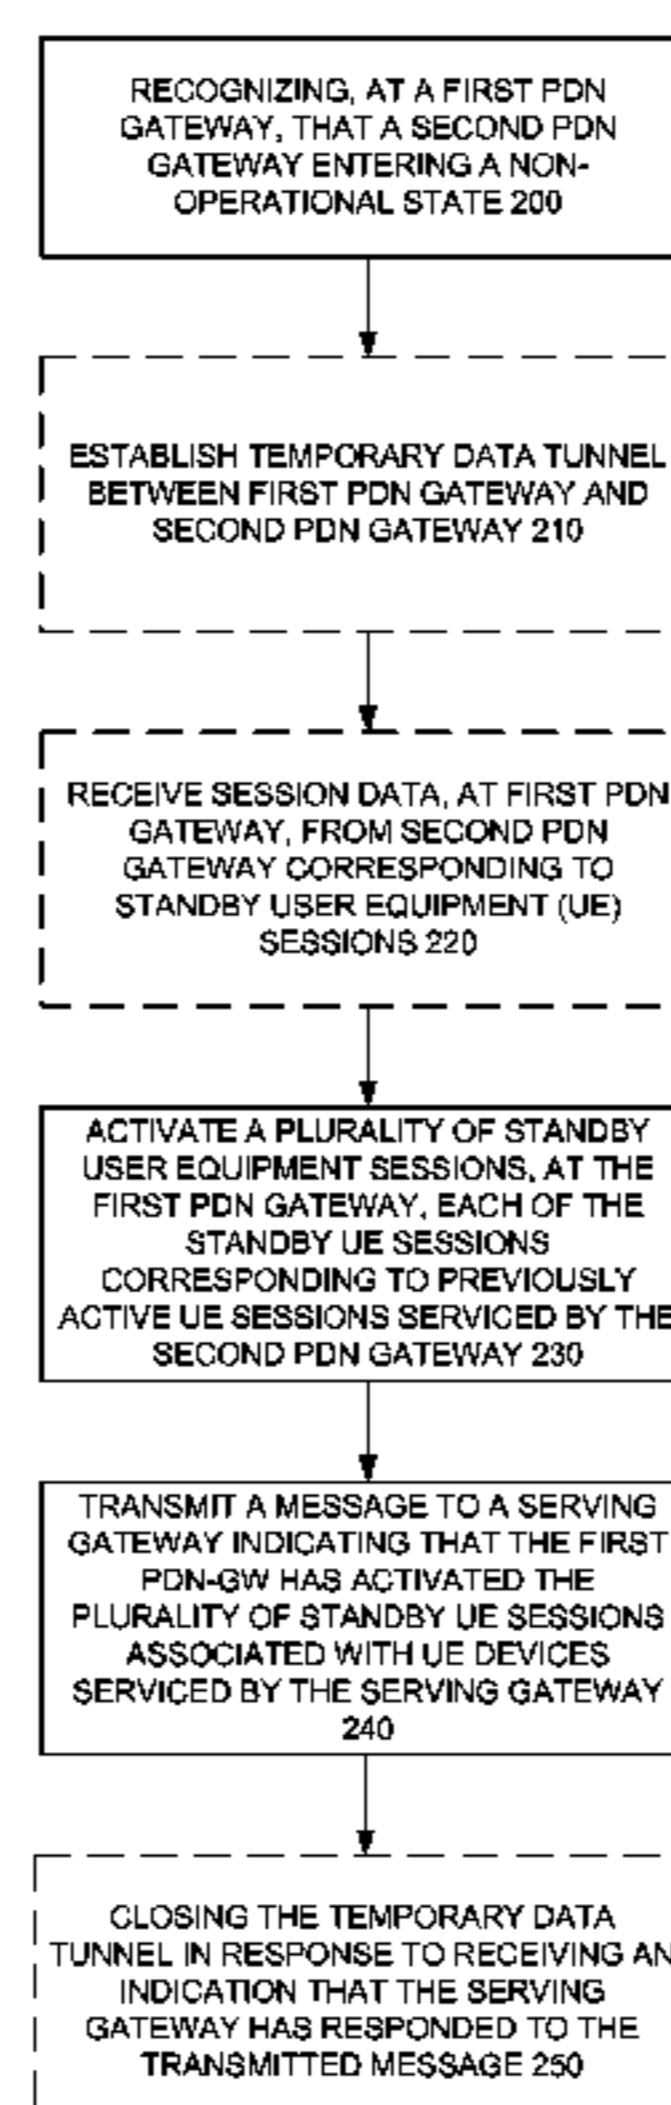 RECOGNIZING, AT A FIRST PDN
GATEWAY, THAT A SECOND PDN
GATEWAY ENTERING A NON-
OPERATIONAL STATE 200
ESTABLISH TEMPORARY DATA TUNNEL
BETWEEN FIRST PDN GATEWAY AND
SECOND PDN GATEWAY 210
RECEIVE SESSION DATA, AT FIRST PDN
GATEWAY, FROM SECOND PDN
GATEWAY CORRESPONDING TO
STANDBY USER EQUIPMENT (UE)
SESSIONS 220
ACTIVATE A PLURALITY OF STANDBY
USER EQUIPMENT SESSIONS, AT THE
FIRST PDN GATEWAY, EACH OF THE
STANDBY UE SESSIONS
CORRESPONDING TO PREVIOUSLY
ACTIVE UE SESSIONS SERVICED BY THE
SECOND PDN GATEWAY 230
TRANSMIT A MESSAGE TO A SERVING
GATEWAY INDICATING THAT THE FIRST
PDN-GW HAS ACTIVATED THE
PLURALITY OF STANDBY UE SESSIONS
ASSOCIATED WITH UE DEVICES
SERVICED BY THE SERVING GATEWAY
240
CLOSING THE TEMPORARY DATA
TUNNEL IN RESPONSE TO RECEIVING AN
INDICATION THAT THE SERVING
GATEWAY HAS RESPONDED TO THE
TRANSMITTED MESSAGE 250